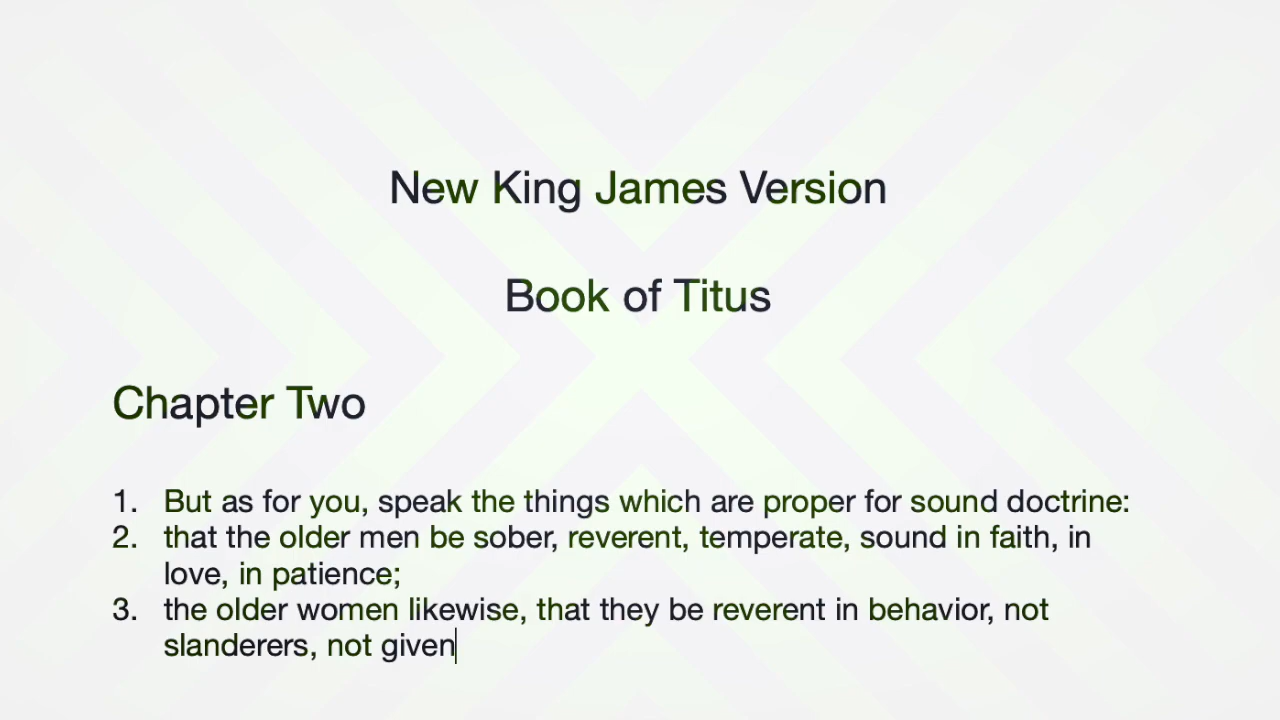 New King James Version
Book of Titus
Chapter Two
1. But as for you, speak the things which are proper for sound doctrine:
2. that the older men be sober, reverent, temperate, sound in faith, in
love, in patience;
3. the older women likewise, that they be reverent in behavior, not
slanderers, not given